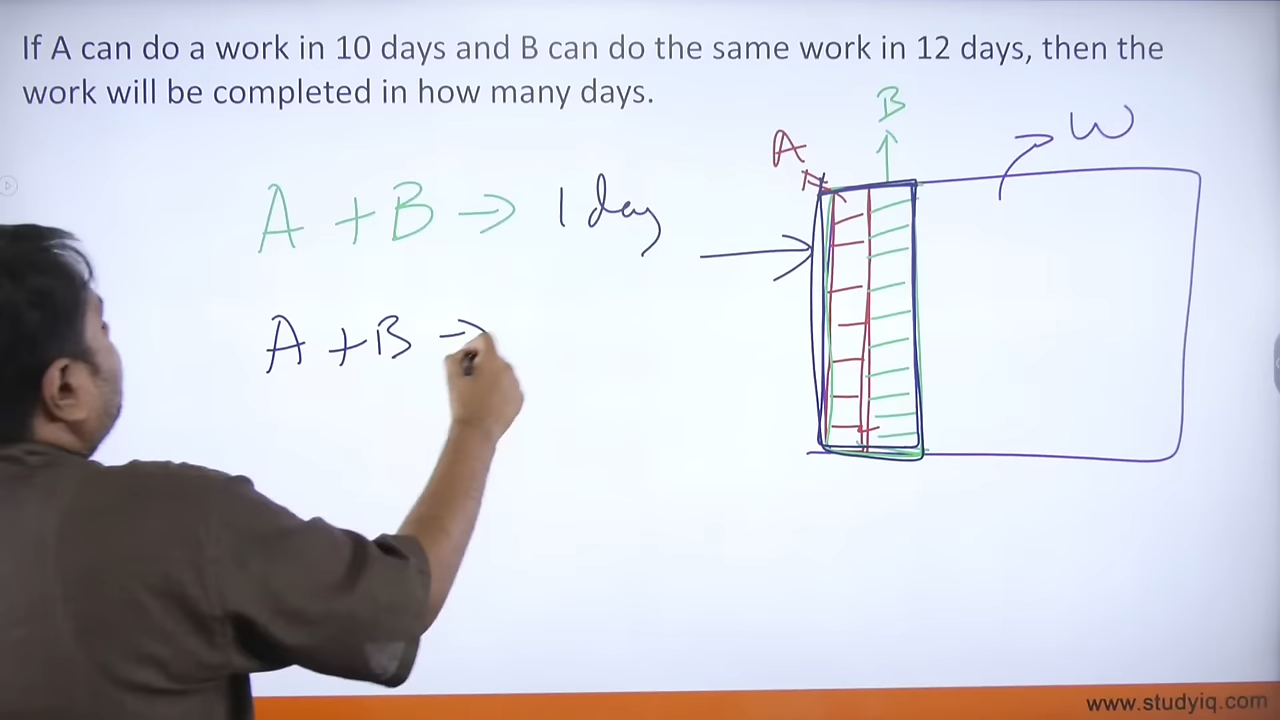 If A can do a work in 10 days and B can do the same work in 12 days, then the
work will be completed in how many days.
B
A
W
A + B → 1 day
A + B →
www.studyiq.com